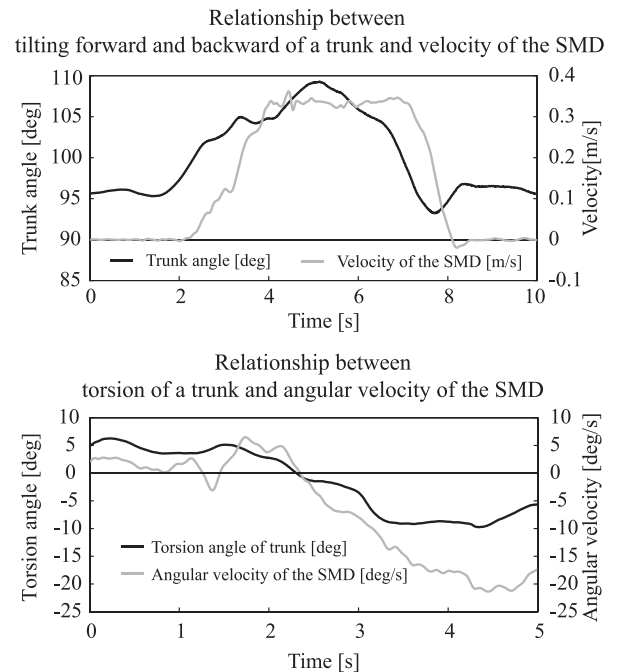 Relationship between
tilting forward and backward of a trunk and velocity of the SMD
Trunk angle [deg]
110
105
100
95
90
85
0.4
0.3
0.2
0.1
0
-0.1
Velocity[m/s]
Trunk angle [deg]
Velocity of the SMD [m/s]
0 2 4 6 8 10
Time [s]
Relationship between
torsion of a trunk and angular velocity of the SMD
Torsion angle [deg]
10
5
0
-5
-10
-15
-20
-25
10
5
0
-5
-10
-15
-20
-25
Angular velocity [deg/s]
Torsion angle of trunk [deg]
Angular velocity of the SMD [deg/s]
0 1 2 3 4 5
Time [s]